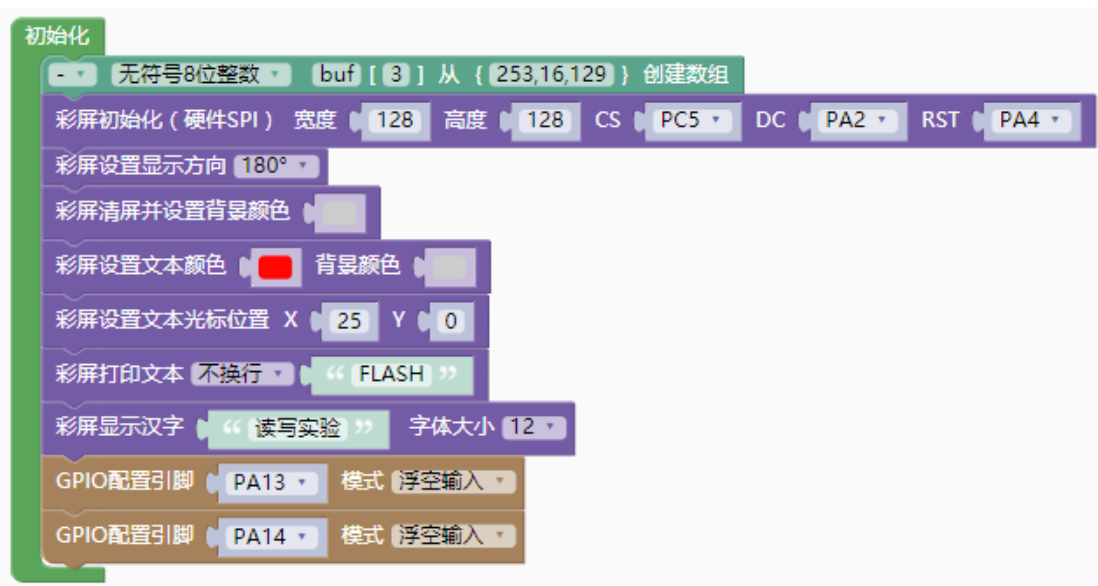 初始化
- 无符号8位整数 buf [ 3 ] 从 { 253,16,129 } 创建数组
彩屏初始化 ( 硬件SPI ) 宽度 128 高度 128 CS PC5 DC PA2 RST PA4
彩屏设置显示方向 180°
彩屏清屏并设置背景颜色
彩屏设置文本颜色 背景颜色
彩屏设置文本光标位置 X 25 Y 0
彩屏打印文本 不换行 “ FLASH ”
彩屏显示汉字 “ 读写实验 ” 字体大小 12
GPIO配置引脚 PA13 模式 浮空输入
GPIO配置引脚 PA14 模式 浮空输入